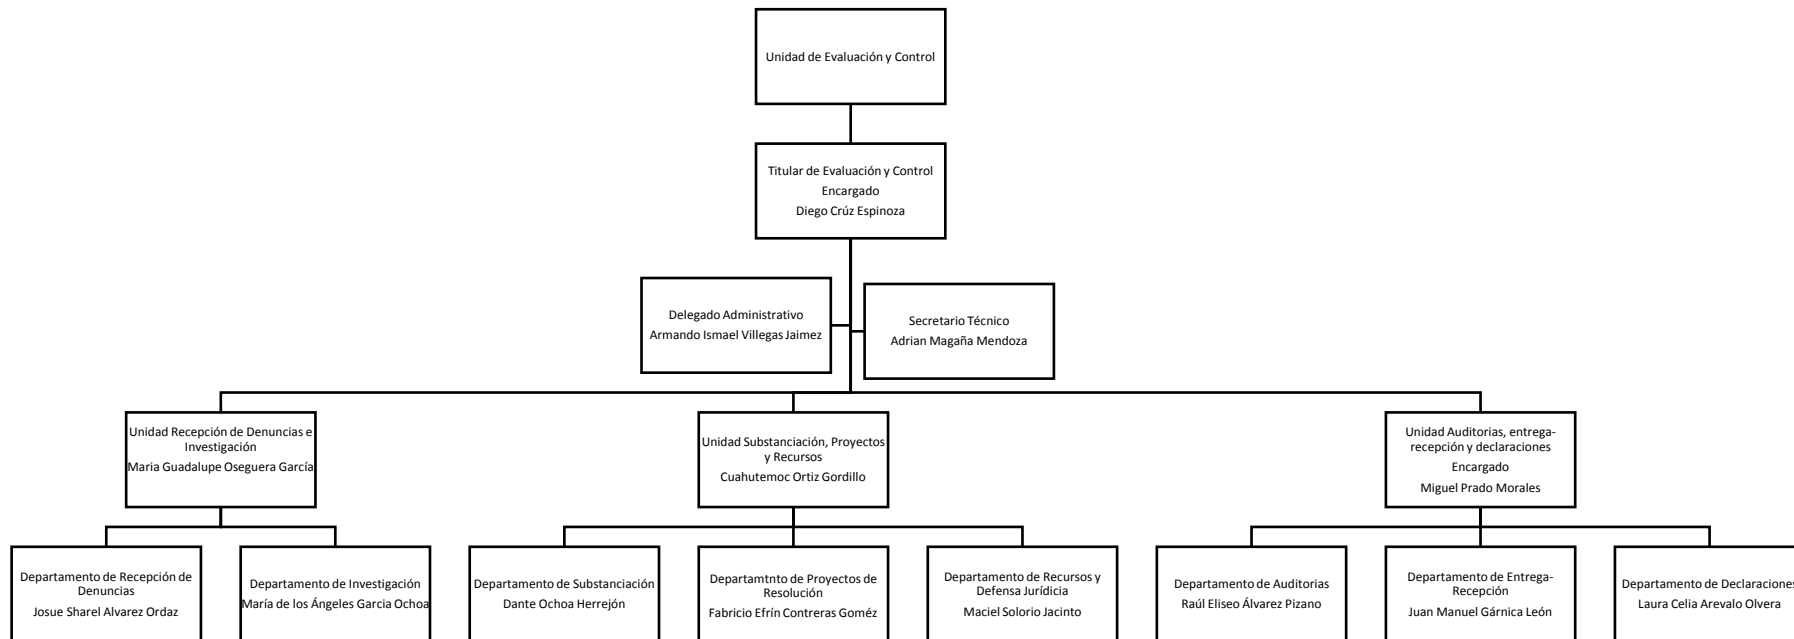 Unidad de Evaluación y Control
Titular de Evaluación y Control
Encargado
Diego Crúz Espinoza
Delegado Administrativo
Armando Ismael Villegas Jaimez
Secretario Técnico
Adrian Magaña Mendoza
Unidad Recepción de Denuncias e
Investigación
Maria Guadalupe Oseguera García
Unidad Substanciación, Proyectos
y Recursos
Cuahutemoc Ortiz Gordillo
Unidad Auditorias, entrega-
recepción y declaraciones
Encargado
Miguel Prado Morales
Departamento de Recepción de
Denuncias
Josue Sharel Alvarez Ordaz
Departamento de Investigación
María de los Ángeles Garcia Ochoa
Departamento de Substanciación
Dante Ochoa Herrejón
Departamtnto de Proyectos de
Resolución
Fabricio Efrín Contreras Goméz
Departamento de Recursos y
Defensa Jurídicia
Maciel Solorio Jacinto
Departamento de Auditorias
Raúl Eliseo Álvarez Pizano
Departamento de Entrega-
Recepción
Juan Manuel Gárnica León
Departamento de Declaraciones
Laura Celia Arevalo Olvera